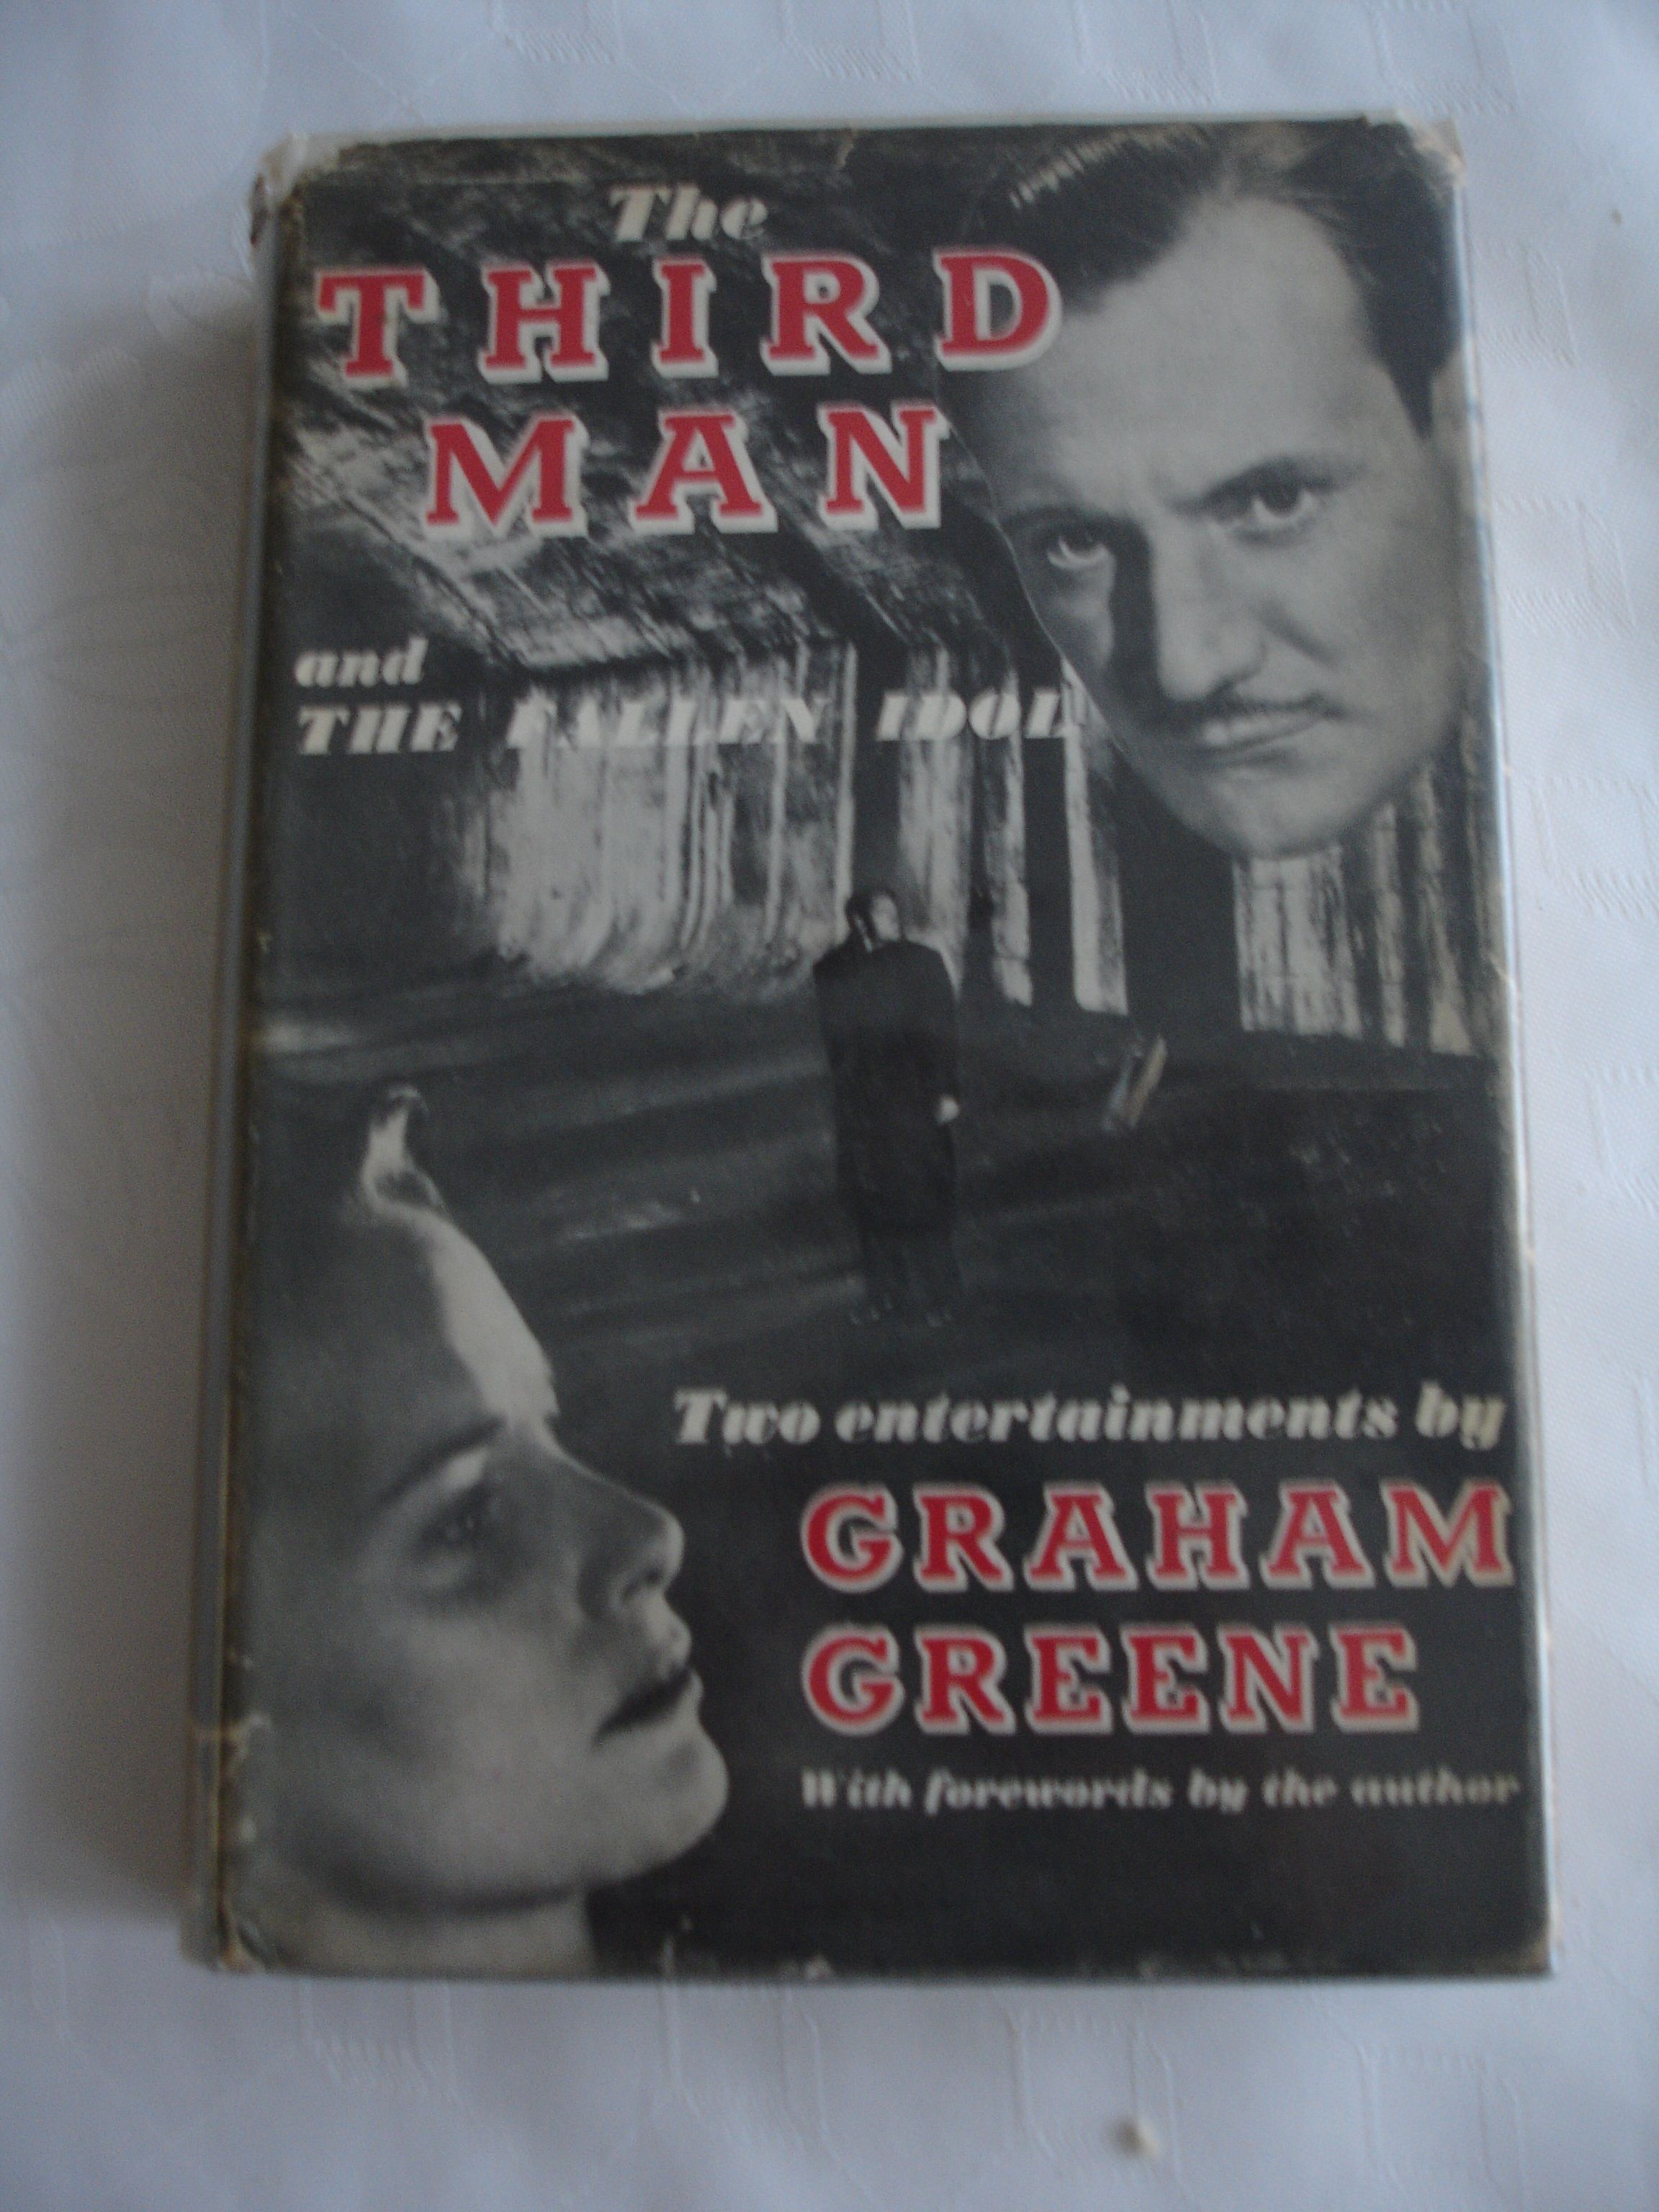 The
THIRD
MAN
and
THE FALLEN IDOL
Two entertainments by
GRAHAM
GREENE
With forewords by the author